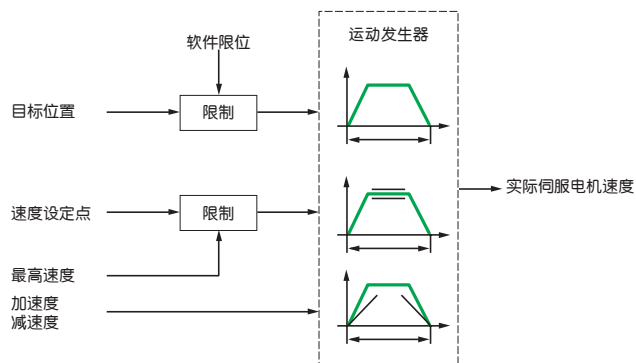 软件限位
运动发生器
目标位置
限制
实际伺服电机速度
速度设定点
限制
最高速度
加速度
减速度